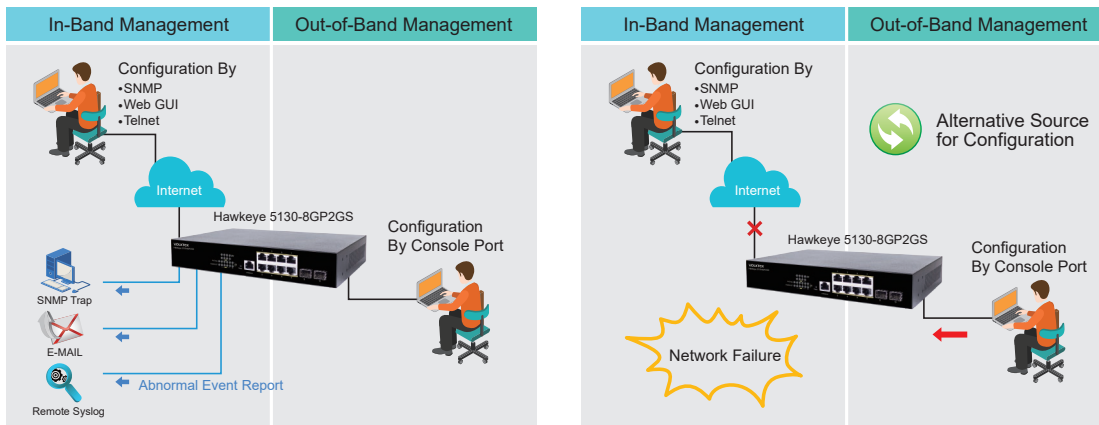 In-Band Management
Out-of-Band Management
Configuration By
•SNMP
•Web GUI
•Telnet
Internet
Hawkeye 5130-8GP2GS
Configuration
By Console Port
SNMP Trap
E-MAIL
Abnormal Event Report
Remote Syslog
In-Band Management
Out-of-Band Management
Configuration By
•SNMP
•Web GUI
•Telnet
Alternative Source
for Configuration
Internet
Hawkeye 5130-8GP2GS
Configuration
By Console Port
Network Failure